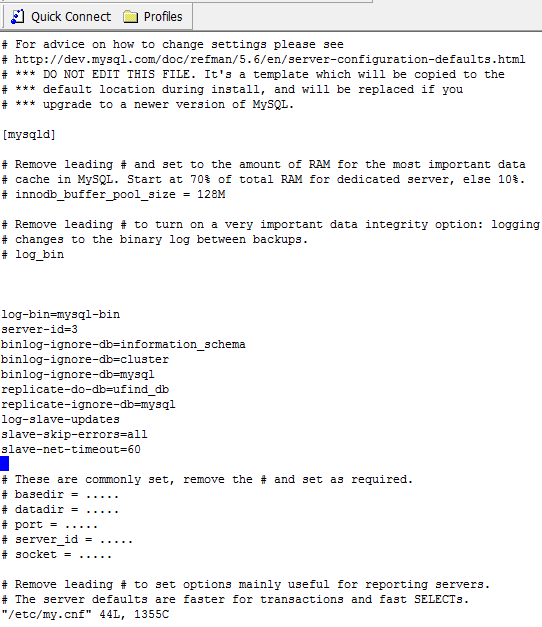 Quick Connect Profiles
# For advice on how to change settings please see
# http://dev.mysql.com/doc/refman/5.6/en/server-configuration-defaults.html
# *** DO NOT EDIT THIS FILE. It's a template which will be copied to the
# *** default location during install, and will be replaced if you
# *** upgrade to a newer version of MySQL.
[mysqld]
# Remove leading # and set to the amount of RAM for the most important data
# cache in MySQL. Start at 70% of total RAM for dedicated server, else 10%.
# innodb_buffer_pool_size = 128M
# Remove leading # to turn on a very important data integrity option: logging
# changes to the binary log between backups.
# log_bin
log-bin=mysql-bin
server-id=3
binlog-ignore-db=information_schema
binlog-ignore-db=cluster
binlog-ignore-db=mysql
replicate-do-db=ufind_db
replicate-ignore-db=mysql
log-slave-updates
slave-skip-errors=all
slave-net-timeout=60
# These are commonly set, remove the # and set as required.
# basedir = .....
# datadir = .....
# port = .....
# server_id = .....
# socket = .....
# Remove leading # to set options mainly useful for reporting servers.
# The server defaults are faster for transactions and fast SELECTs.
"/etc/my.cnf" 44L, 1355C